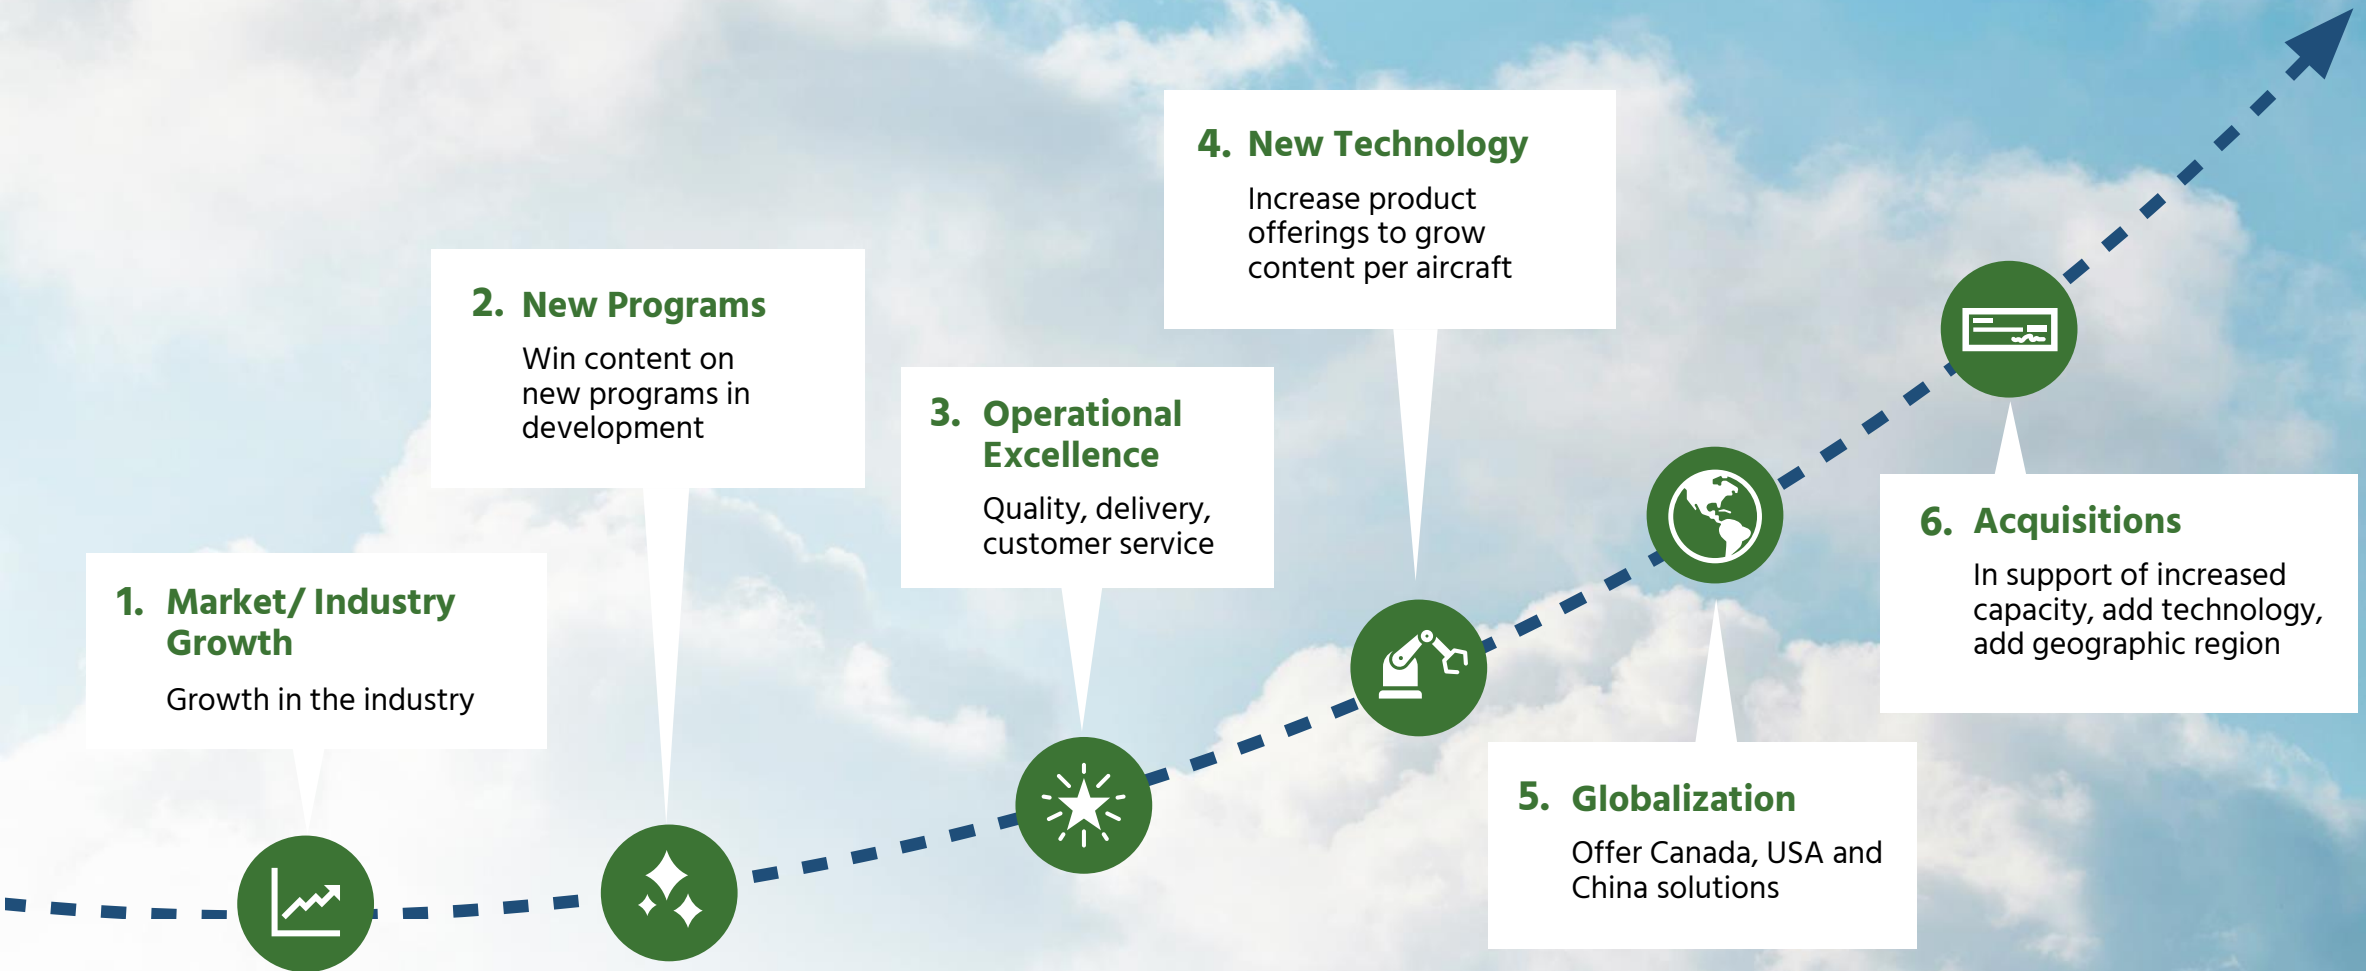 1. Market/ Industry
Growth
Growth in the industry
2. New Programs
Win content on
new programs in
development
3. Operational
Excellence
Quality, delivery,
customer service
4. New Technology
Increase product
offerings to grow
content per aircraft
5. Globalization
Offer Canada, USA and
China solutions
6. Acquisitions
In support of increased
capacity, add technology,
add geographic region